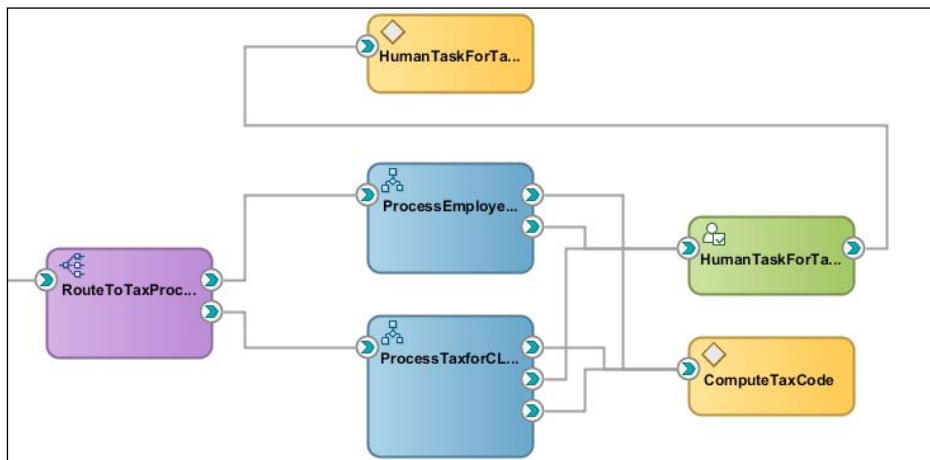 HumanTaskForTa...
ProcessEmploye...
HumanTaskForTa...
RouteToTaxProc...
ProcessTaxforCL...
ComputeTaxCode